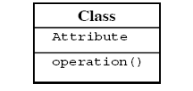 Class
Attribute
operation()